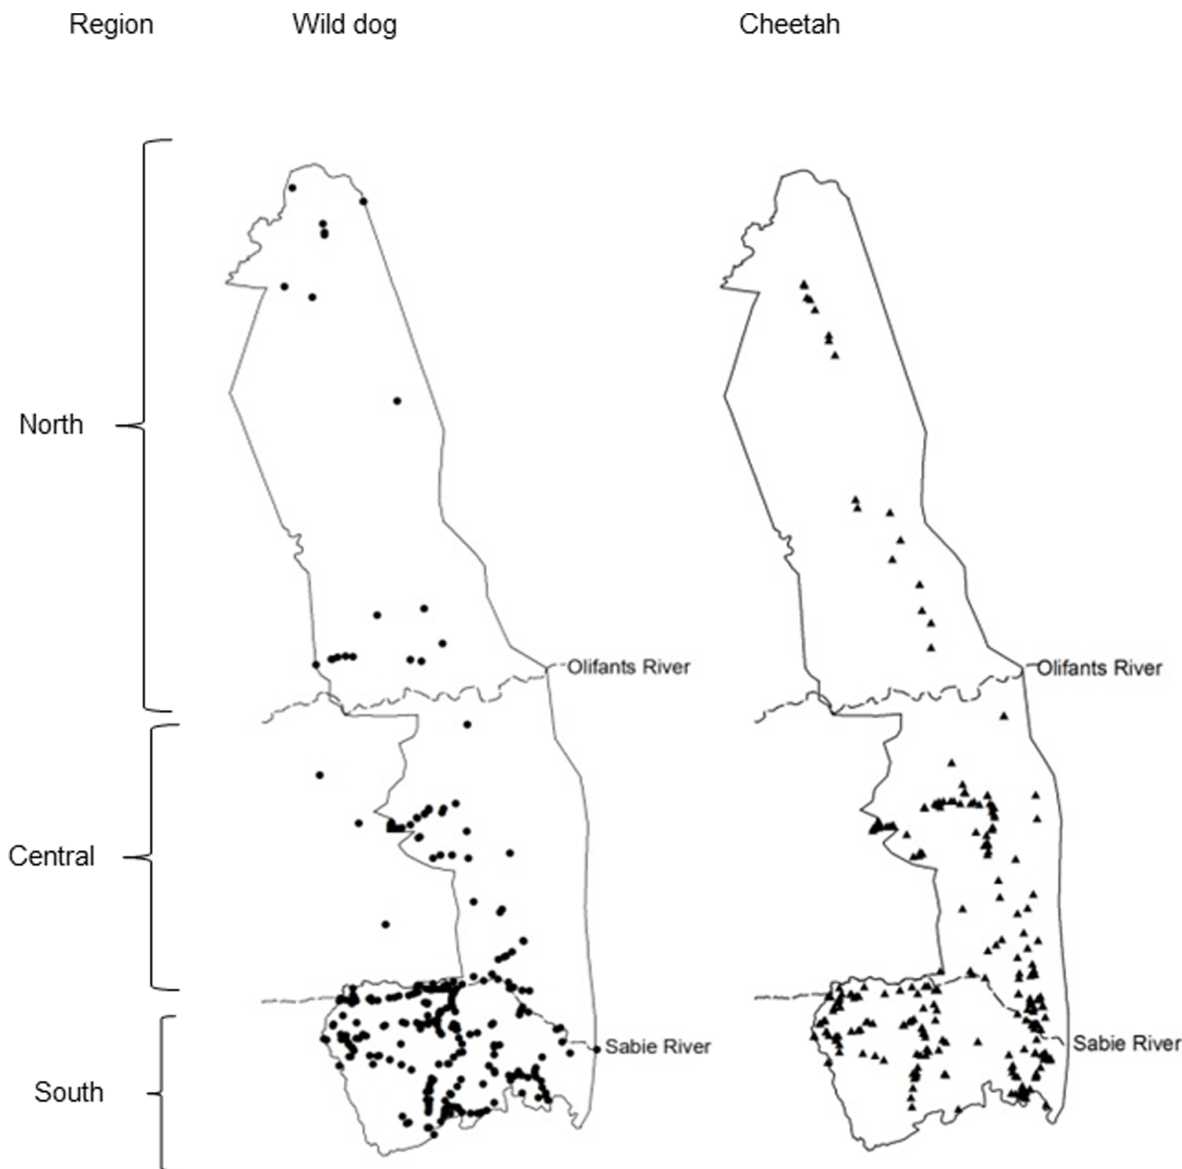 Region Wild dog Cheetah
North
Olifants River Olifants River
Central
Sabie River Sabie River
South